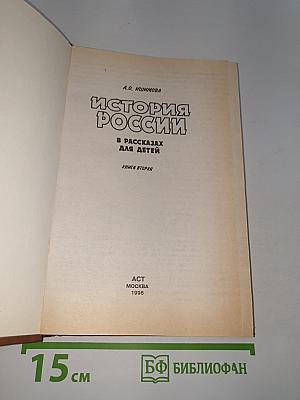 А.О. ИШИМОВА
ИСТОРИЯ
РОССИИ
В РАССКАЗАХ
ДЛЯ ДЕТЕЙ
КНИГА ВТОРАЯ
АСТ
МОСКВА
1996
15 см
БФ БИБЛИОФАН